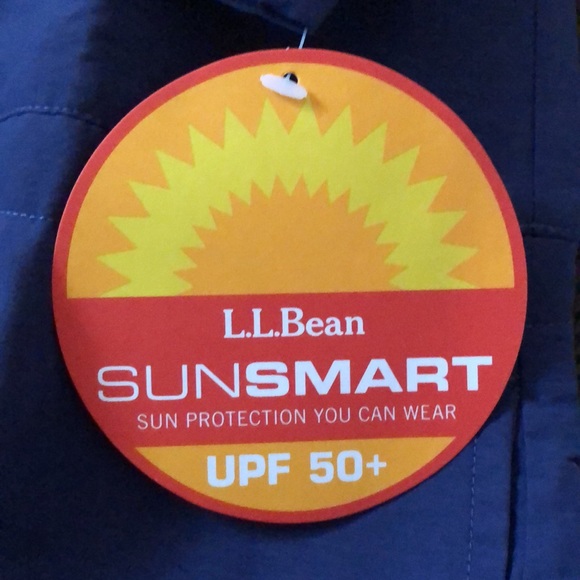 L.L.Bean
SUNSMART
SUN PROTECTION YOU CAN WEAR
UPF 50+